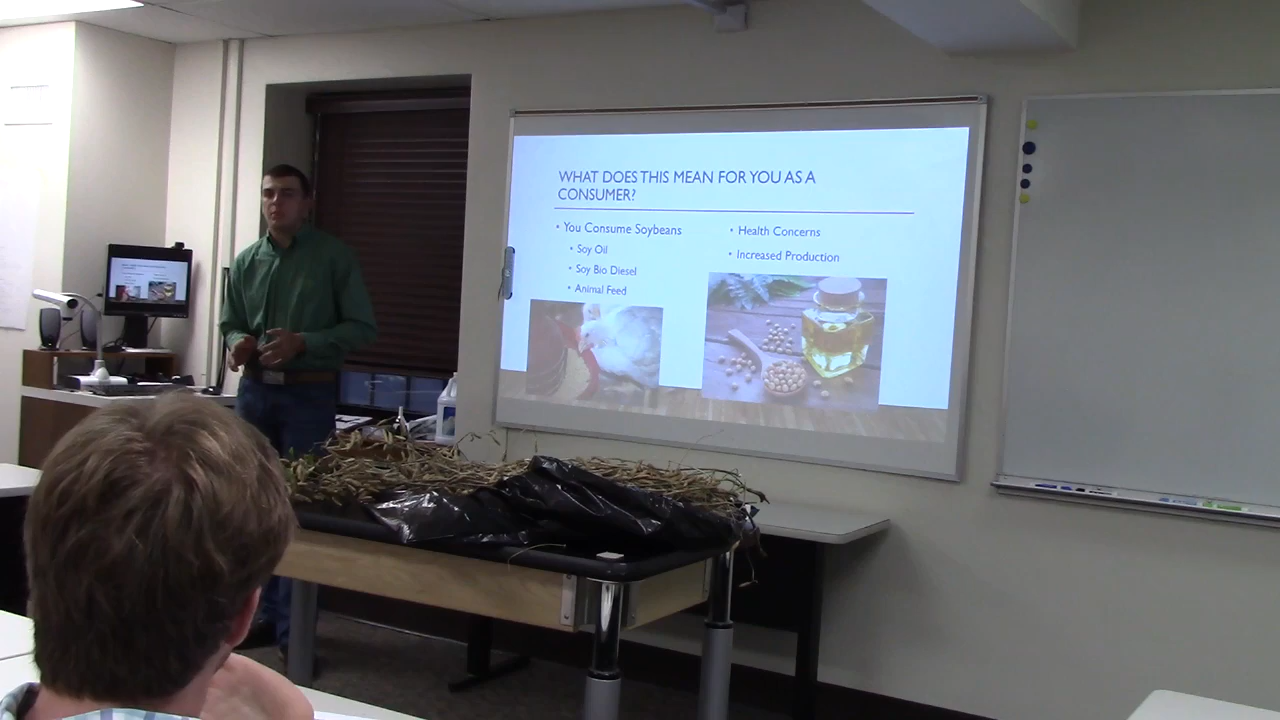 WHAT DOES THIS MEAN FOR YOU AS A
CONSUMER?
• You Consume Soybeans
• Soy Oil
• Soy Bio Diesel
• Animal Feed
• Health Concerns
• Increased Production